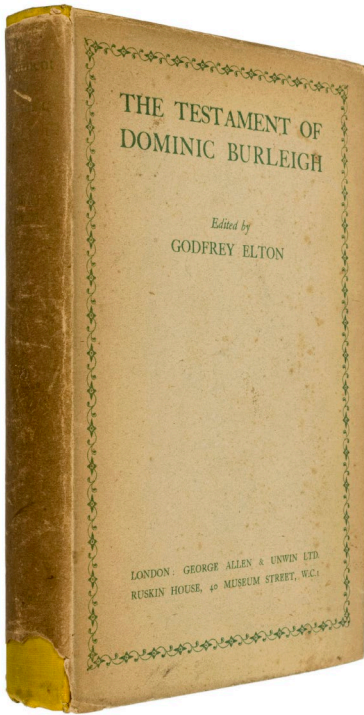 THE TESTAMENT OF
DOMINIC BURLEIGH
Edited by
GODFREY ELTON
LONDON: GEORGE ALLEN & UNWIN LTD.
RUSKIN HOUSE, 40 MUSEUM STREET, W.C.1